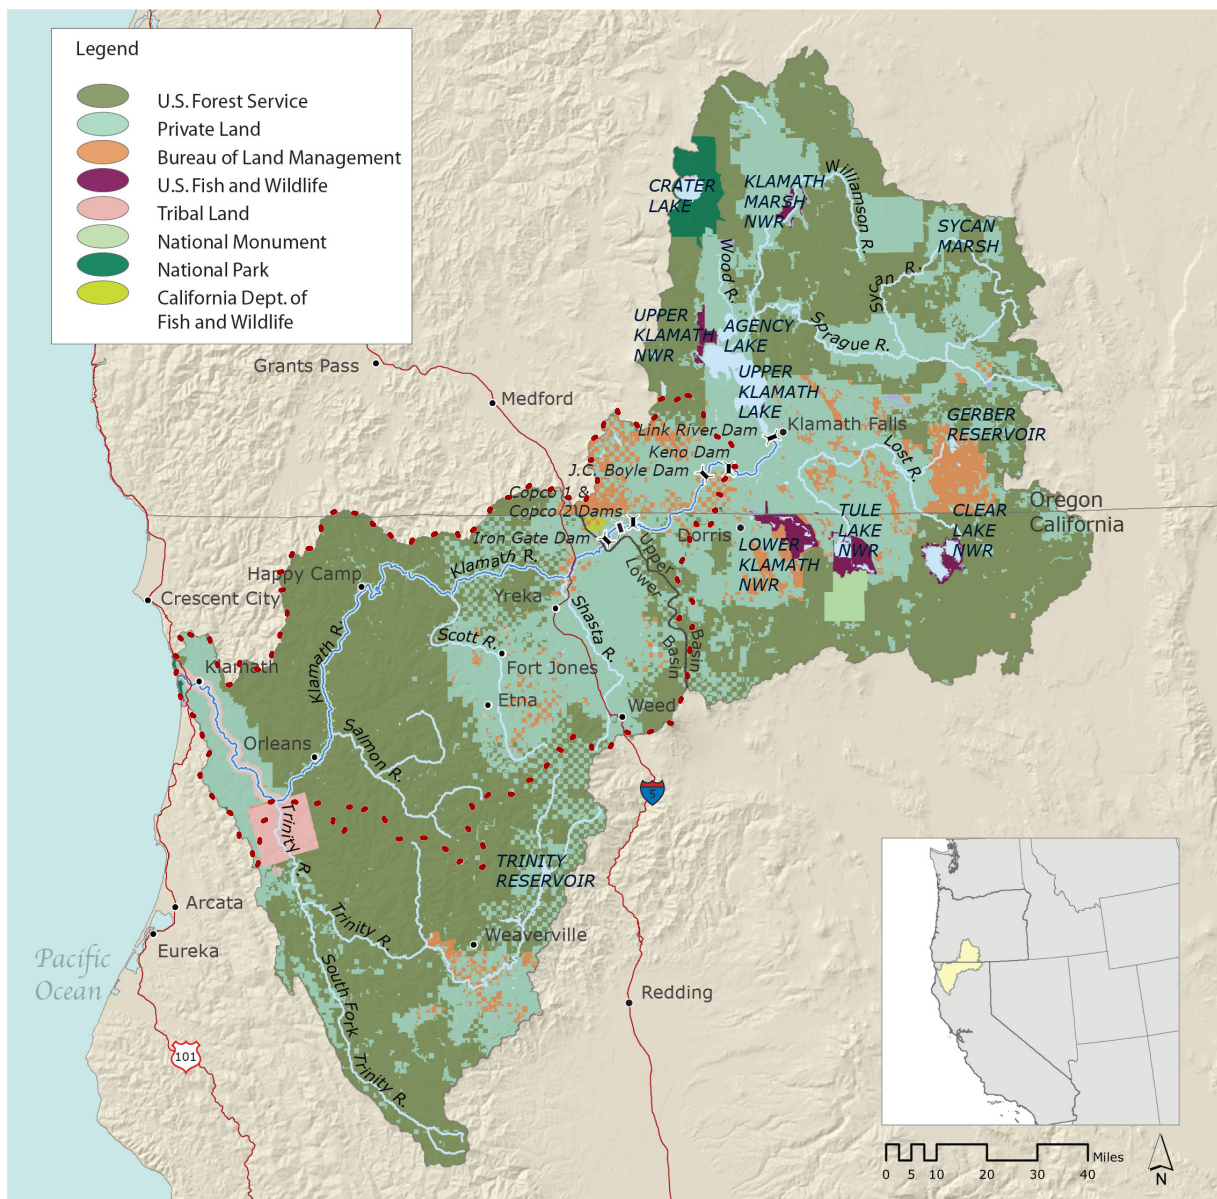 Legend
U.S. Forest Service
Private Land
Bureau of Land Management
U.S. Fish and Wildlife
Tribal Land
National Monument
National Park
California Dept. of
Fish and Wildlife
CRATER
LAKE
KLAMATH
MARSH
NWR
Williamson R.
SYCAN
MARSH
Wood R.
Sycan R.
UPPER
KLAMATH
NWR
AGENCY
LAKE
Sprague R.
UPPER
KLAMATH
LAKE
Grants Pass
Medford
GERBER
RESERVOIR
Link River Dam
Klamath Falls
Keno Dam
Lost R.
J.C. Boyle Dam
Copco 1 &
Copco 2 Dams
Oregon
California
TULE
LAKE
NWR
CLEAR
LAKE
NWR
Iron Gate Dam
Dorris
LOWER
KLAMATH
NWR
Upper
Basin
Lower
Basin
Klamath R.
Happy Camp
Crescent City
Yreka
Shasta R.
Scott R.
Klamath R.
Fort Jones
Klamath
Etna
Weed
Orleans
Salmon R.
5
Trinity R
TRINITY
RESERVOIR
Arcata
Trinity R.
Weaverville
Eureka
Pacific
Ocean
South Fork Trinity R.
Redding
101
Miles
0 5 10 20 30 40
N